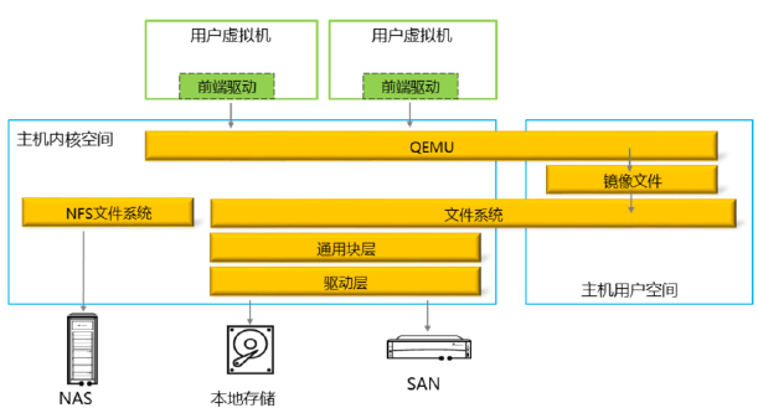 用户虚拟机
用户虚拟机
前端驱动
前端驱动
主机内核空间
QEMU
镜像文件
NFS文件系统
文件系统
通用块层
驱动层
主机用户空间
NAS
本地存储
SAN